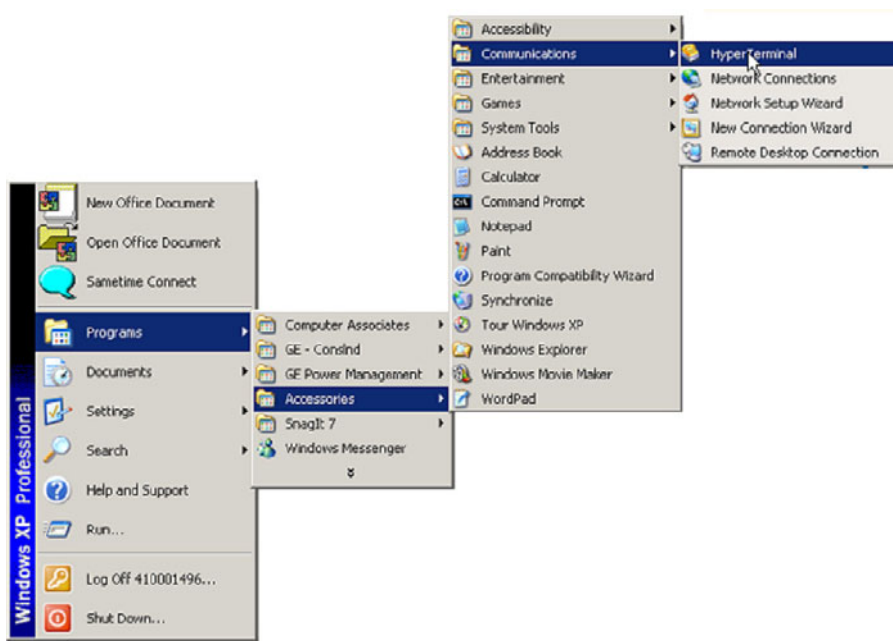 New Office Document
Open Office Document
Sametime Connect
Programs
Documents
Settings
Search
Help and Support
Run...
Log Off 410001496...
Shut Down...
Windows XP Professional
Computer Associates
GE - ConsInd
GE Power Management
Accessories
SnagIt 7
Windows Messenger
Accessibility
Communications
Entertainment
Games
System Tools
Address Book
Calculator
Command Prompt
Notepad
Paint
Program Compatibility Wizard
Synchronize
Tour Windows XP
Windows Explorer
Windows Movie Maker
WordPad
HyperTerminal
Network Connections
Network Setup Wizard
New Connection Wizard
Remote Desktop Connection